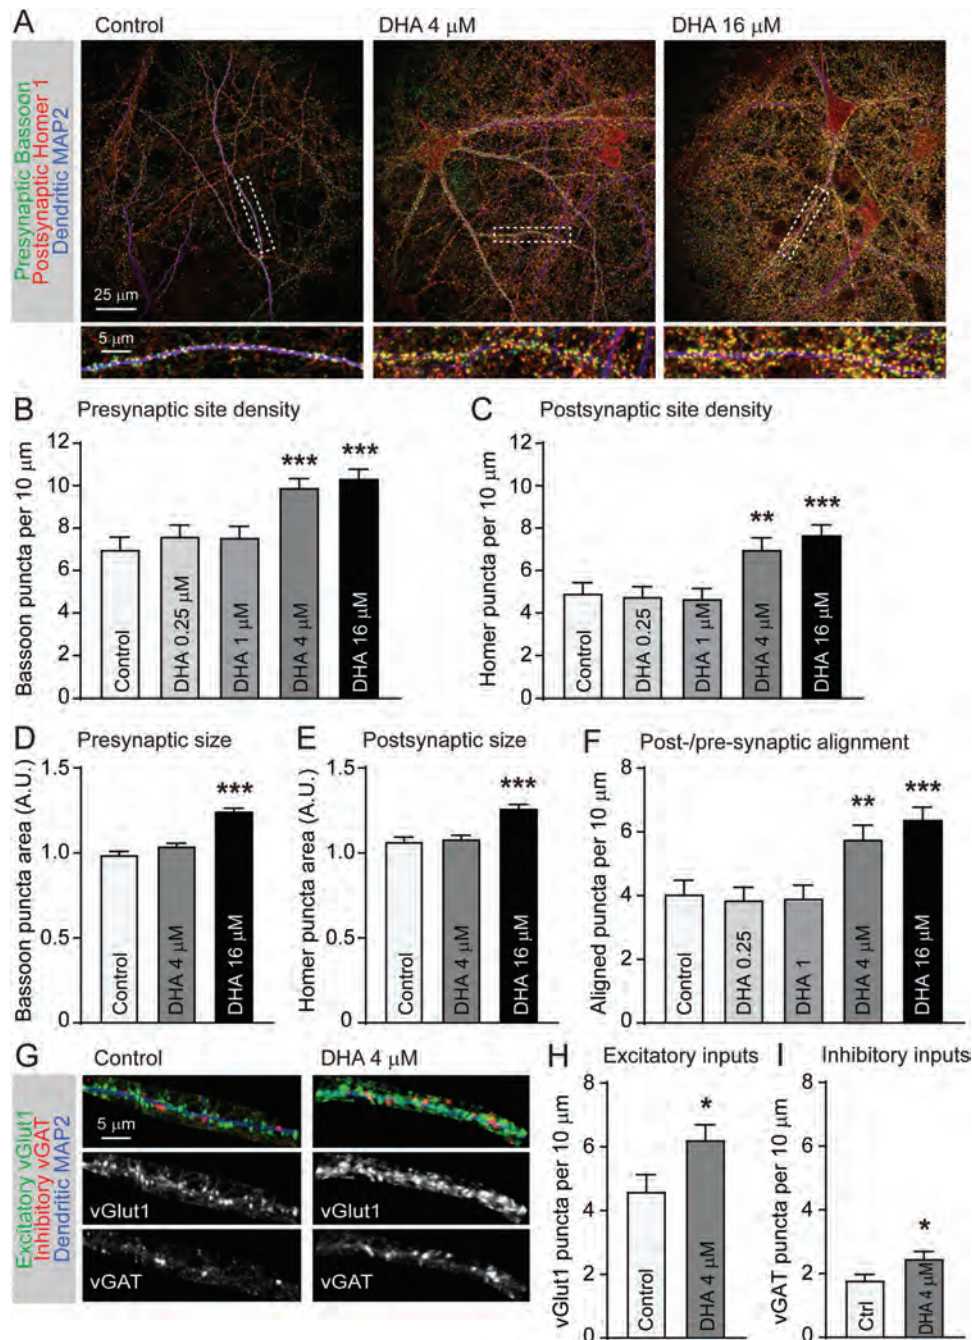 A
Control
DHA 4 μM
DHA 16 μM
Presynaptic Bassoon
Postsynaptic Homer 1
Dendritic MAP2
25 μm
5 μm
B Presynaptic site density
Bassoon puncta per 10 μm
12
10
8
6
4
2
0
***
***
Control
DHA 0.25 μM
DHA 1 μM
DHA 4 μM
DHA 16 μM
C Postsynaptic site density
Homer puncta per 10 μm
12
10
8
6
4
2
0
**
***
Control
DHA 0.25
DHA 1 μM
DHA 4 μM
DHA 16 μM
D Presynaptic size
Bassoon puncta area (A.U.)
1.5
1.0
0.5
0
***
Control
DHA 4 μM
DHA 16 μM
E Postsynaptic size
Homer puncta area (A.U.)
1.5
1.0
0.5
0
***
Control
DHA 4 μM
DHA 16 μM
F Post-/pre-synaptic alignment
Aligned puncta per 10 μm
8
6
4
2
0
**
***
Control
DHA 0.25
DHA 1
DHA 4 μM
DHA 16 μM
G
Control
DHA 4 μM
Excitatory vGlut1
Inhibitory vGAT
Dendritic MAP2
5 μm
vGlut1
vGlut1
vGAT
vGAT
H Excitatory inputs
vGlut1 puncta per 10 μm
8
6
4
2
0
*
Control
DHA 4 μM
I Inhibitory inputs
vGAT puncta per 10 μm
8
6
4
2
0
*
Ctrl
DHA 4 μM